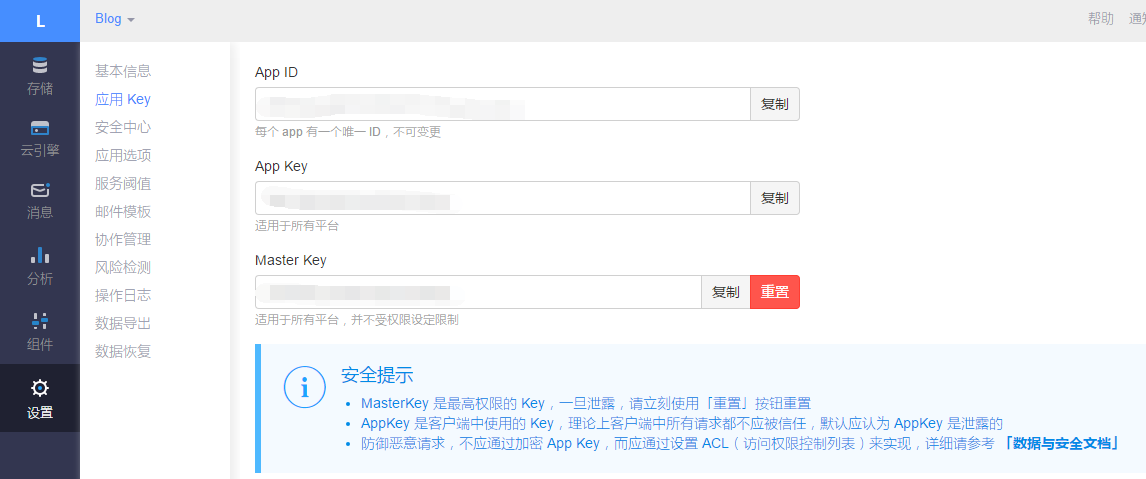 L
Blog
帮助 通知
存储
云引擎
消息
分析
组件
设置
基本信息
应用 Key
安全中心
应用选项
服务阈值
邮件模板
协作管理
风险检测
操作日志
数据导出
数据恢复
App ID
复制
每个 app 有一个唯一 ID，不可变更
App Key
复制
适用于所有平台
Master Key
复制 重置
适用于所有平台，并不受权限设定限制
安全提示
MasterKey 是最高权限的 Key，一旦泄露，请立刻使用「重置」按钮重置
AppKey 是客户端中使用的 Key，理论上客户端中所有请求都不应被信任，默认应认为 AppKey 是泄露的
防御恶意请求，不应通过加密 App Key，而应通过设置 ACL（访问权限控制列表）来实现，详细请参考 「数据与安全文档」